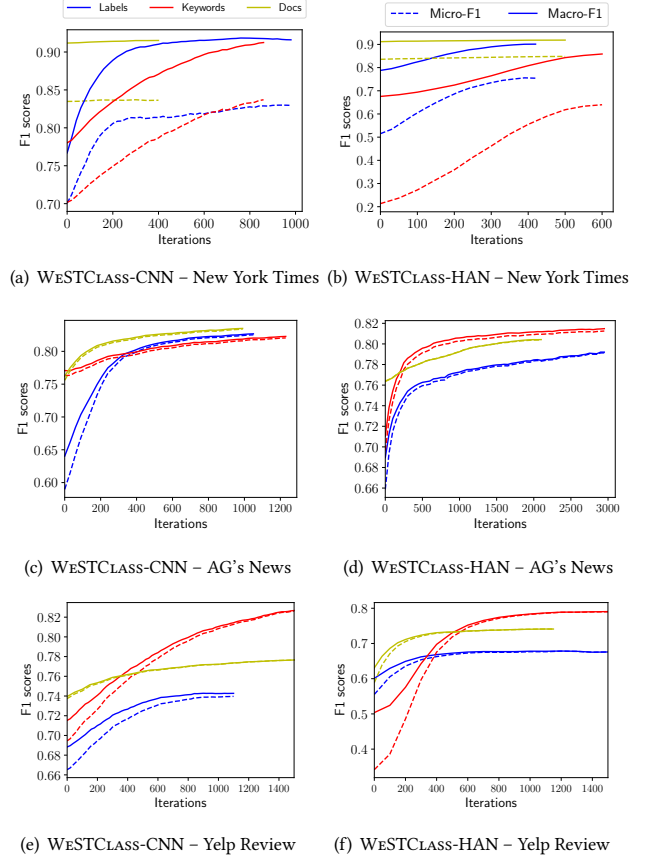 Labels Keywords Docs
Micro-F1 Macro-F1
F1 scores
0.90
0.85
0.80
0.75
0.70
0 200 400 600 800 1000
Iterations
F1 scores
0.9
0.8
0.7
0.6
0.5
0.4
0.3
0.2
0 100 200 300 400 500 600
Iterations
(a) WESTCLASS-CNN – New York Times (b) WESTCLASS-HAN – New York Times
F1 scores
0.80
0.75
0.70
0.65
0.60
0 200 400 600 800 1000 1200
Iterations
F1 scores
0.82
0.80
0.78
0.76
0.74
0.72
0.70
0.68
0.66
0 500 1000 1500 2000 2500 3000
Iterations
(c) WESTCLASS-CNN – AG's News (d) WESTCLASS-HAN – AG's News
F1 scores
0.82
0.80
0.78
0.76
0.74
0.72
0.70
0.68
0.66
0 200 400 600 800 1000 1200 1400
Iterations
F1 scores
0.8
0.7
0.6
0.5
0.4
0 200 400 600 800 1000 1200 1400
Iterations
(e) WESTCLASS-CNN – Yelp Review (f) WESTCLASS-HAN – Yelp Review